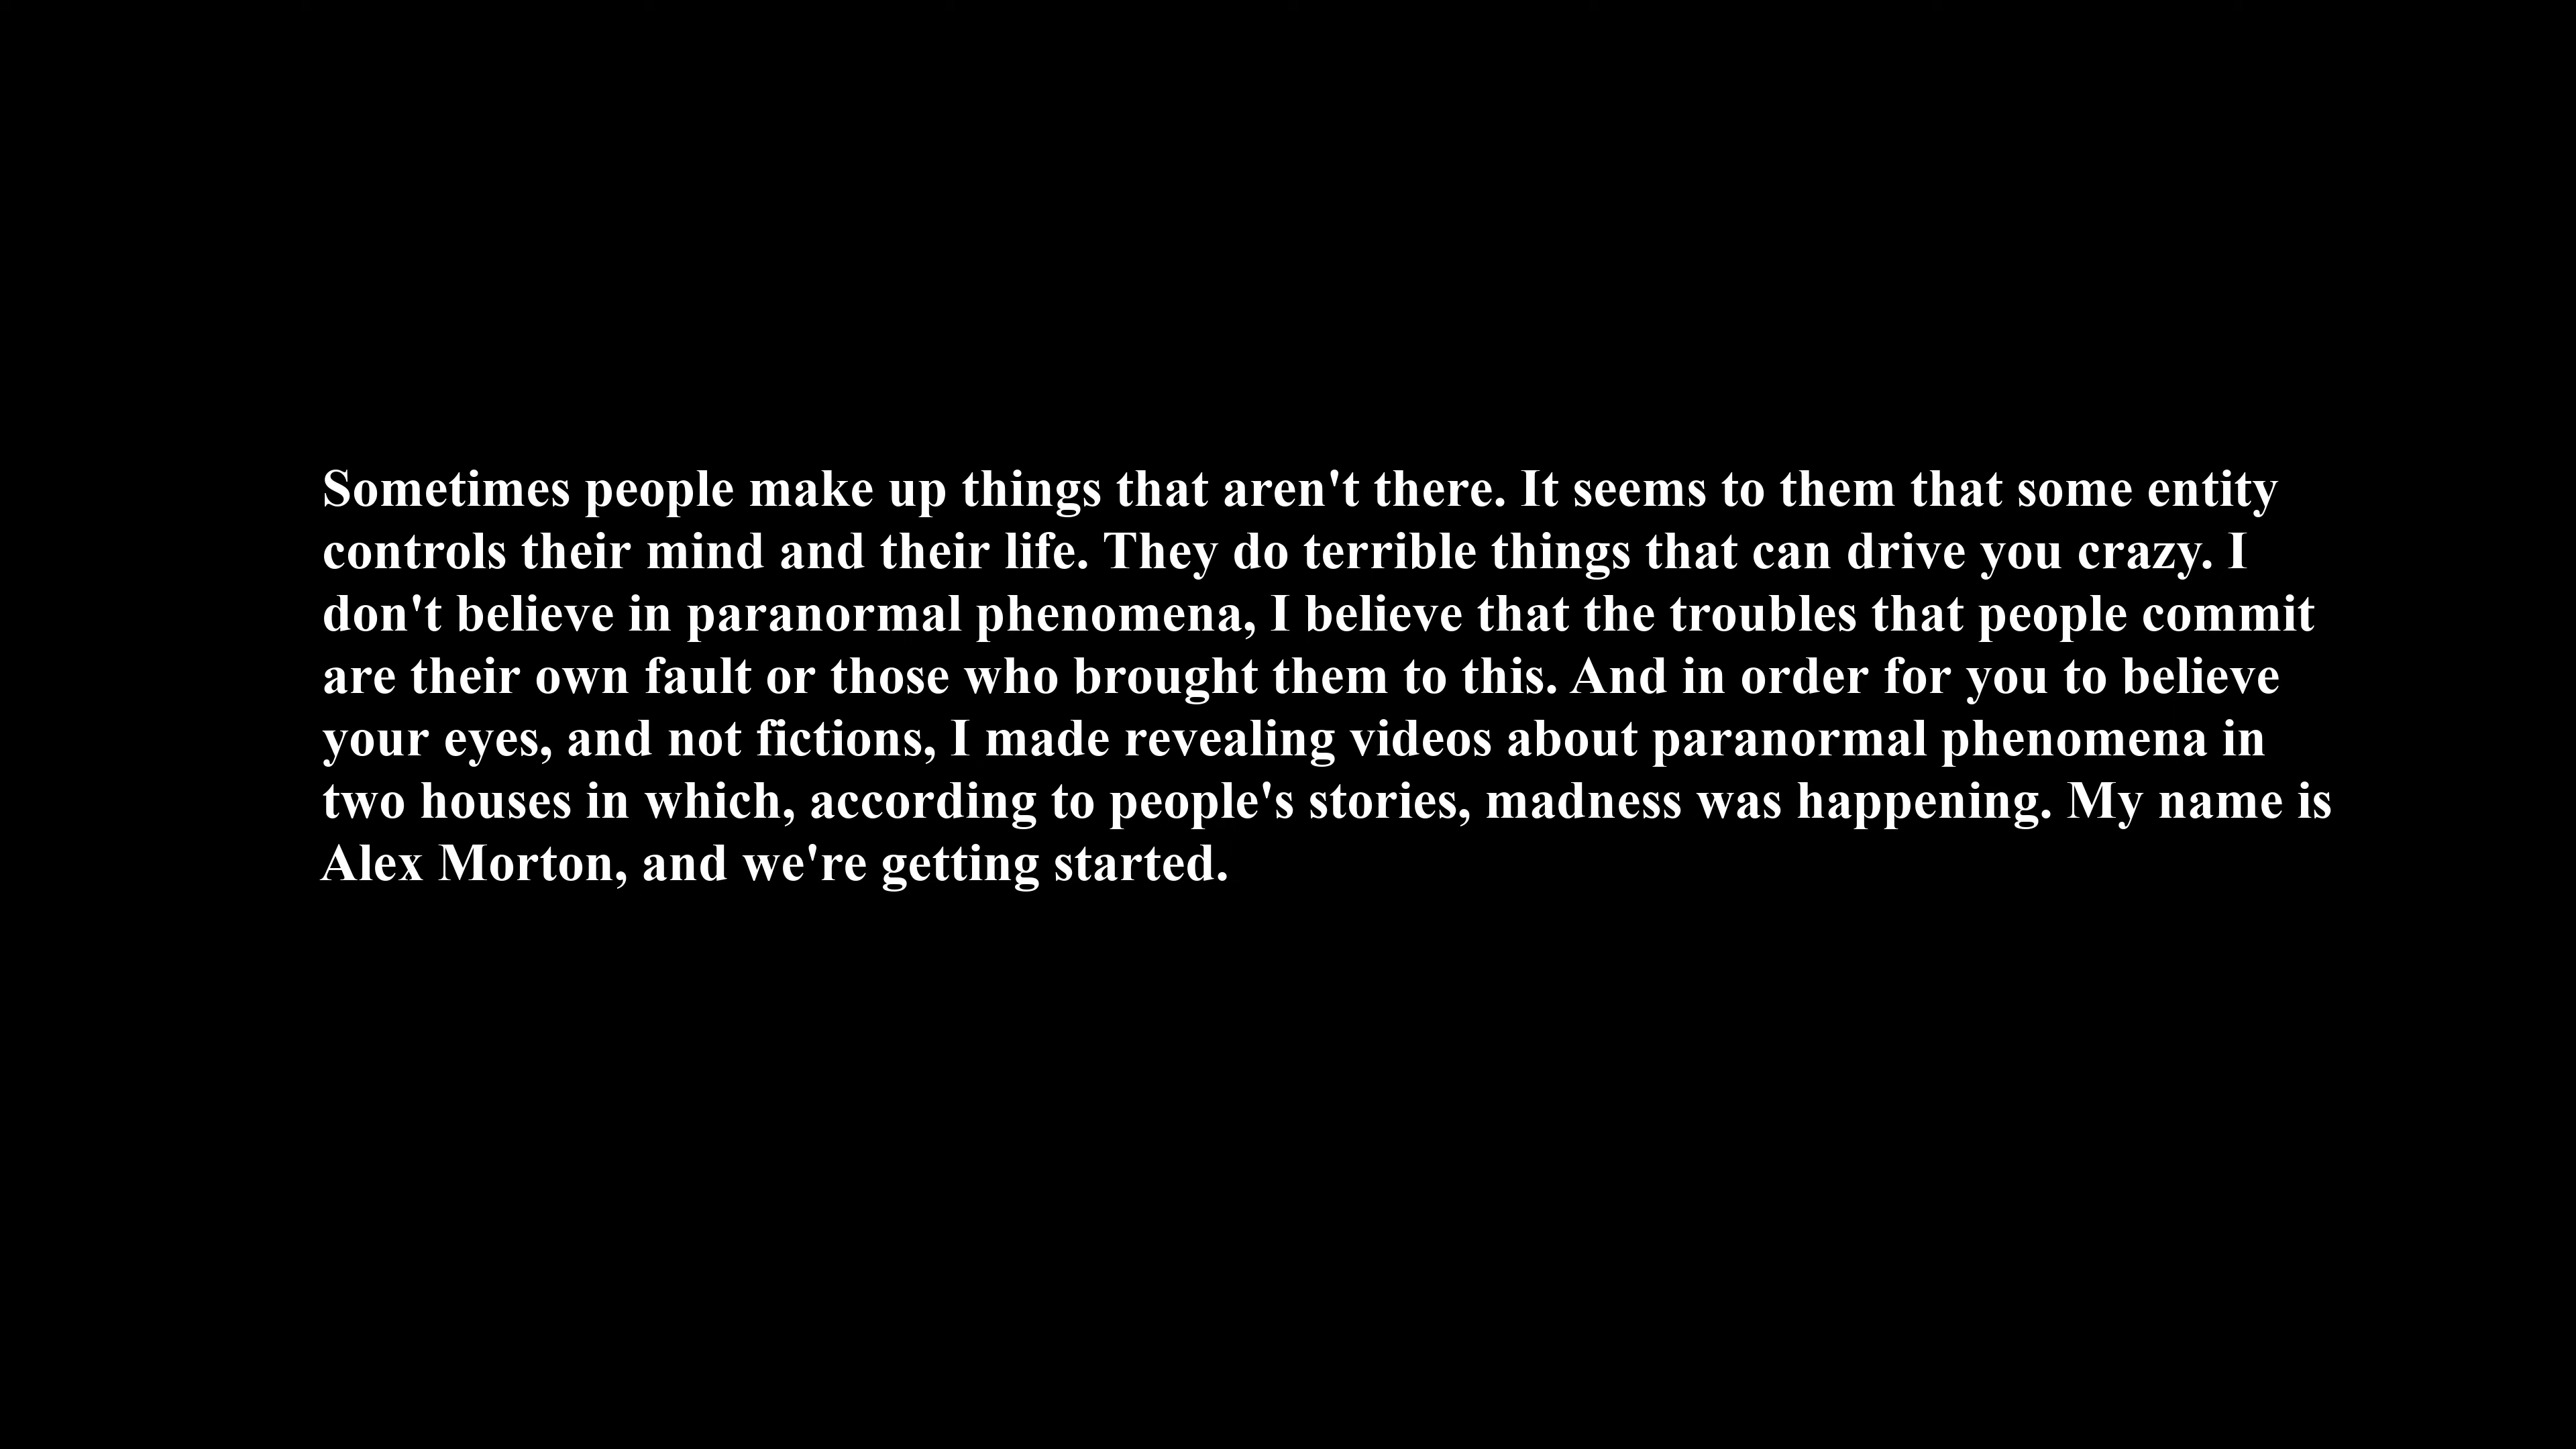 Sometimes people make up things that aren't there. It seems to them that some entity
controls their mind and their life. They do terrible things that can drive you crazy. I
don't believe in paranormal phenomena, I believe that the troubles that people commit
are their own fault or those who brought them to this. And in order for you to believe
your eyes, and not fictions, I made revealing videos about paranormal phenomena in
two houses in which, according to people's stories, madness was happening. My name is
Alex Morton, and we're getting started.